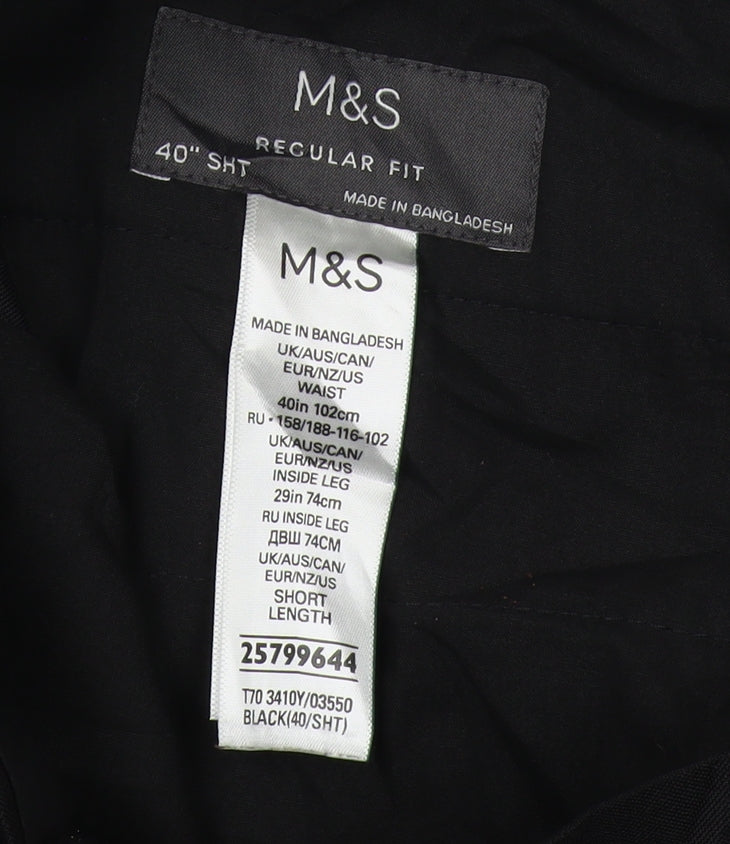 M&S
REGULAR FIT
40" SHT
MADE IN BANGLADESH
M&S
MADE IN BANGLADESH
UK/AUS/CAN/
EUR/NZ/US
WAIST
40in 102cm
RU • 158/188-116-102
UK/AUS/CAN/
EUR/NZ/US
INSIDE LEG
29in 74cm
RU INSIDE LEG
ДВШ 74CM
UK/AUS/CAN/
EUR/NZ/US
SHORT
LENGTH
25799644
T70 3410Y/03550
BLACK(40/SHT)